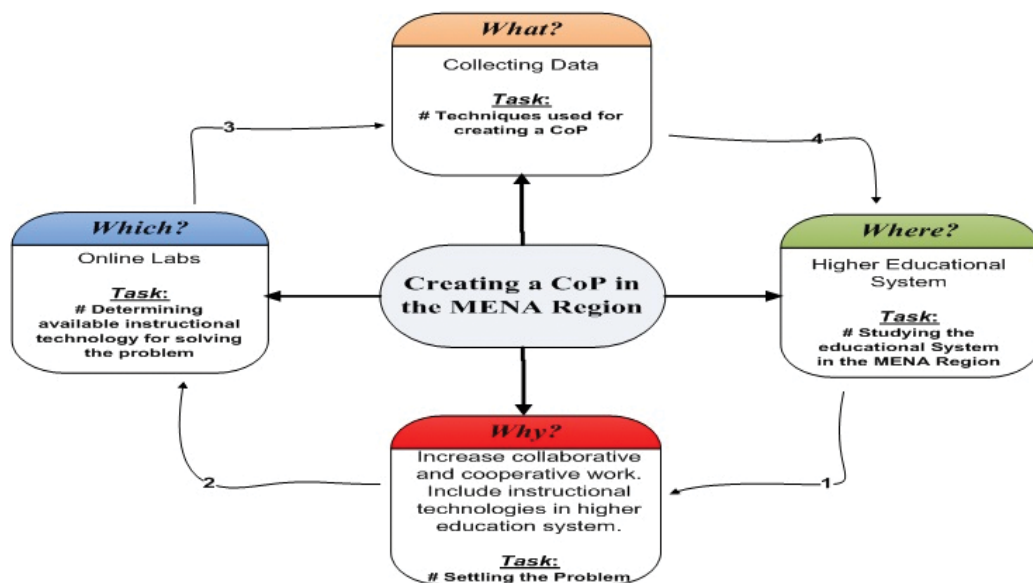 What?
Collecting Data
Task:
# Techniques used for
creating a CoP
3
4
Which?
Online Labs
Task:
# Determining
available instructional
technology for solving
the problem
Creating a CoP in
the MENA Region
Where?
Higher Educational
System
Task:
# Studying the
educational System
in the MENA Region
2
1
Why?
Increase collaborative
and cooperative work.
Include instructional
technologies in higher
education system.
Task:
# Settling the Problem